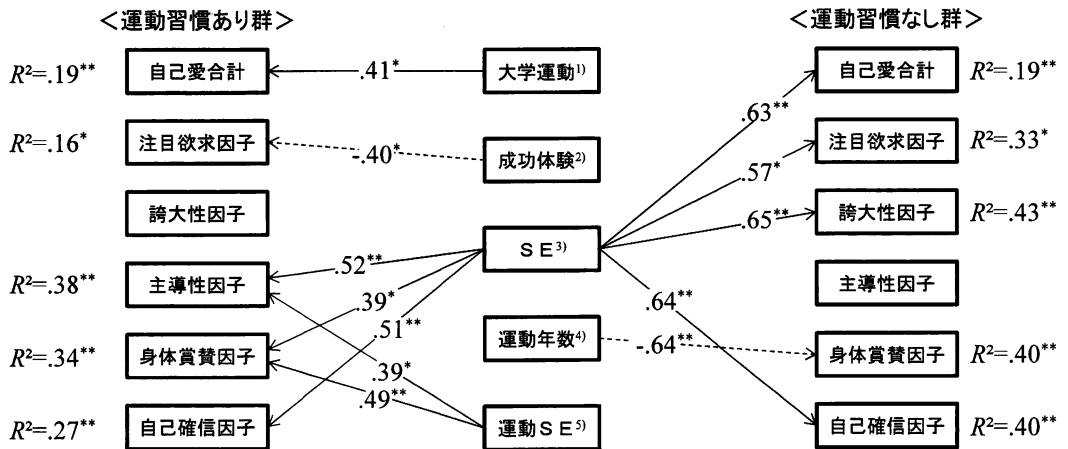 ＜運動習慣あり群＞
＜運動習慣なし群＞
R²=.19** 自己愛合計 .41* 大学運動1) 自己愛合計 R²=.19**
.63**
R²=.16* 注目欲求因子 -.40* 成功体験2) 注目欲求因子 R²=.33*
.57*
誇大性因子 .65** 誇大性因子 R²=.43**
ＳＥ3)
R²=.38** 主導性因子 .52** 主導性因子
.39* .64**
.51**
R²=.34** 身体賞賛因子 運動年数4) -.64** 身体賞賛因子 R²=.40**
.39*
.49**
R²=.27** 自己確信因子 運動ＳＥ5) 自己確信因子 R²=.40**